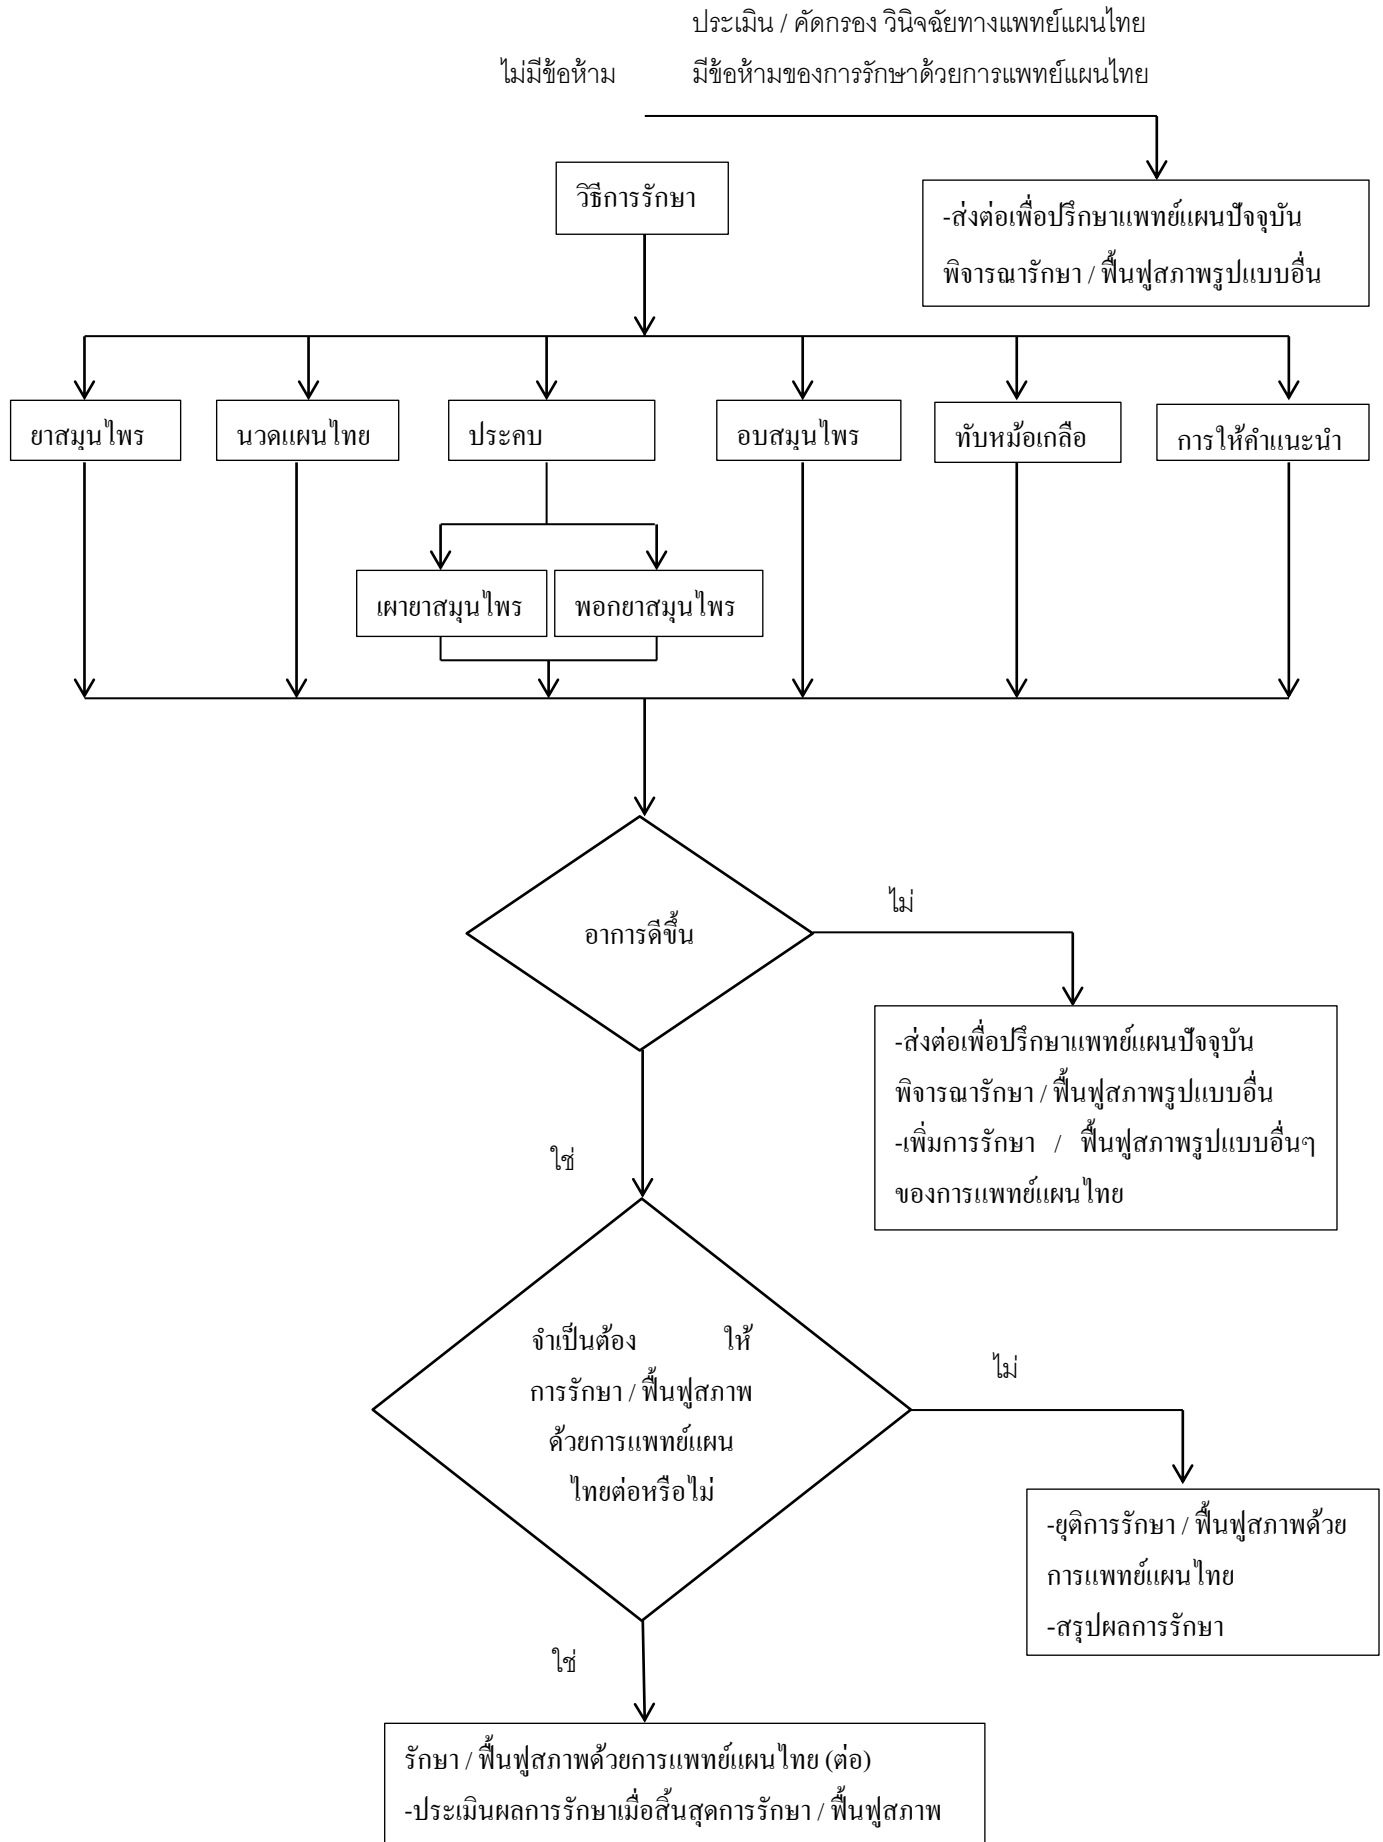 ประเมิน / คัดกรอง วินิจฉัยทางแพทย์แผนไทย
ไม่มีข้อห้าม มีข้อห้ามของการรักษาด้วยการแพทย์แผนไทย
วิธีการรักษา
-ส่งต่อเพื่อปรึกษาแพทย์แผนปัจจุบัน
พิจารณารักษา / ฟื้นฟูสภาพรูปแบบอื่น
ยาสมุนไพร
นวดแผนไทย
ประคบ
อบสมุนไพร
ทับหม้อเกลือ
การให้คำแนะนำ
เผายาสมุนไพร
พอกยาสมุนไพร
อาการดีขึ้น
ไม่
-ส่งต่อเพื่อปรึกษาแพทย์แผนปัจจุบัน
พิจารณารักษา / ฟื้นฟูสภาพรูปแบบอื่น
-เพิ่มการรักษา / ฟื้นฟูสภาพรูปแบบอื่นๆ
ของการแพทย์แผนไทย
ใช่
จำเป็นต้อง ให้
การรักษา / ฟื้นฟูสภาพ
ด้วยการแพทย์แผน
ไทยต่อหรือไม่
ไม่
-ยุติการรักษา / ฟื้นฟูสภาพด้วย
การแพทย์แผนไทย
-สรุปผลการรักษา
ใช่
รักษา / ฟื้นฟูสภาพด้วยการแพทย์แผนไทย (ต่อ)
-ประเมินผลการรักษาเมื่อสิ้นสุดการรักษา / ฟื้นฟูสภาพ